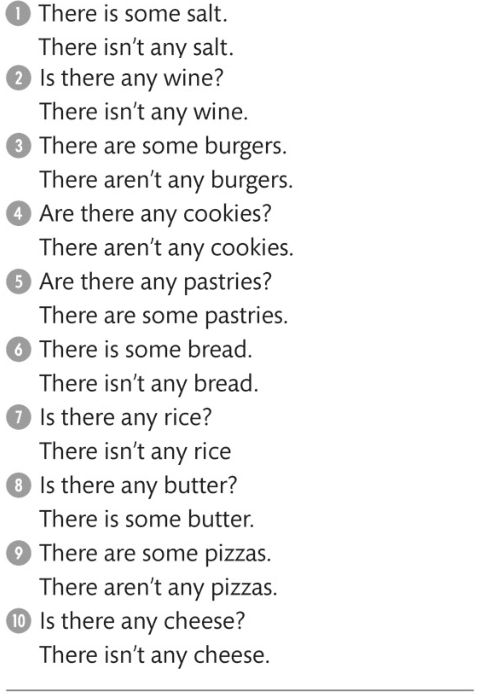 1 There is some salt.
There isn't any salt.
2 Is there any wine?
There isn't any wine.
3 There are some burgers.
There aren't any burgers.
4 Are there any cookies?
There aren't any cookies.
5 Are there any pastries?
There are some pastries.
6 There is some bread.
There isn't any bread.
7 Is there any rice?
There isn't any rice
8 Is there any butter?
There is some butter.
9 There are some pizzas.
There aren't any pizzas.
10 Is there any cheese?
There isn't any cheese.